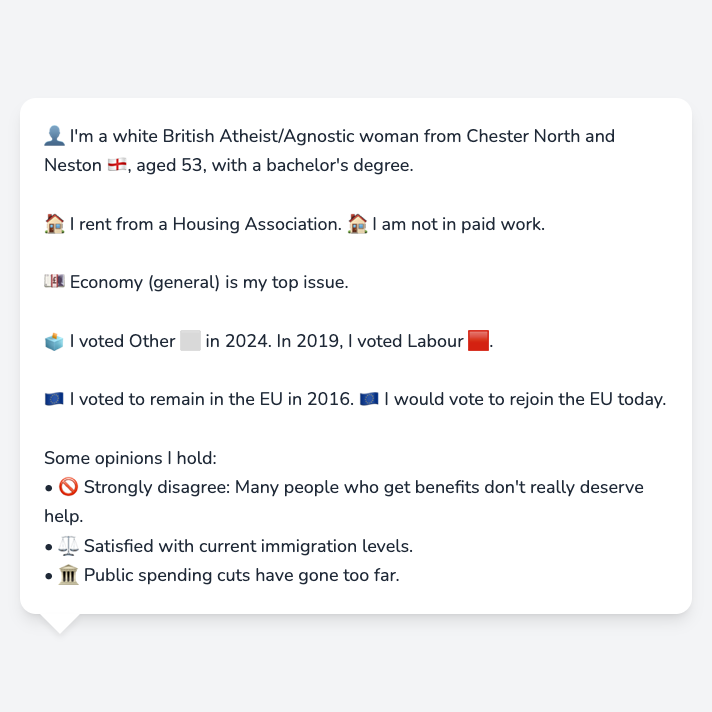 👤 I'm a white British Atheist/Agnostic woman from Chester North and
Neston 🏴󠁧󠁢󠁥󠁮󠁧󠁿, aged 53, with a bachelor's degree.
🏠 I rent from a Housing Association. 🏠 I am not in paid work.
💷 Economy (general) is my top issue.
🗳️ I voted Other ⬜ in 2024. In 2019, I voted Labour 🟥.
🇪🇺 I voted to remain in the EU in 2016. 🇪🇺 I would vote to rejoin the EU today.
Some opinions I hold:
• 🚫 Strongly disagree: Many people who get benefits don't really deserve
help.
• ⚖️ Satisfied with current immigration levels.
• 🏛️ Public spending cuts have gone too far.